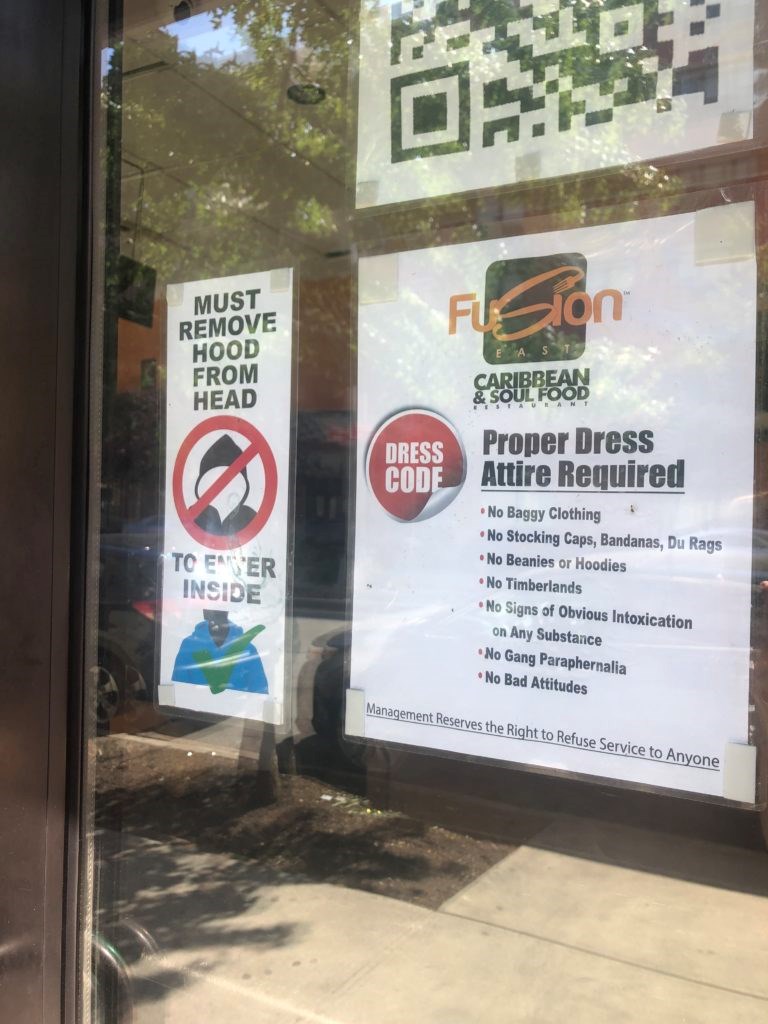 MUST
REMOVE
HOOD
FROM
HEAD
TO ENTER
INSIDE
Fusion™
EAST
CARIBBEAN
& SOUL FOOD
RESTAURANT
DRESS
CODE
Proper Dress
Attire Required
• No Baggy Clothing
• No Stocking Caps, Bandanas, Du Rags
• No Beanies or Hoodies
• No Timberlands
• No Signs of Obvious Intoxication
on Any Substance
• No Gang Paraphernalia
• No Bad Attitudes
Management Reserves the Right to Refuse Service to Anyone